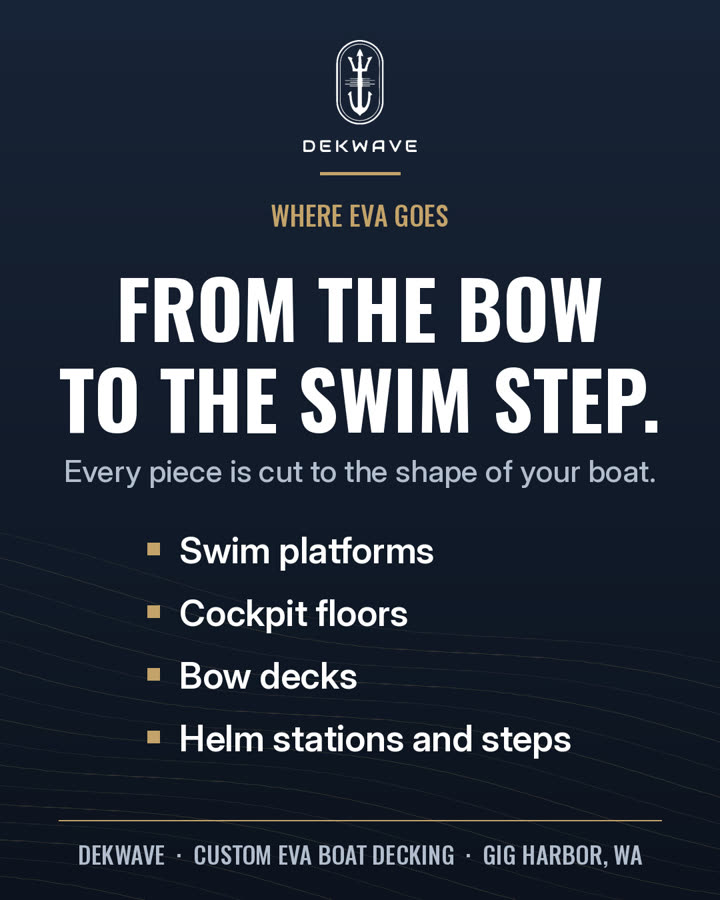 DEKWAVE
WHERE EVA GOES
FROM THE BOW
TO THE SWIM STEP.
Every piece is cut to the shape of your boat.
Swim platforms
Cockpit floors
Bow decks
Helm stations and steps
DEKWAVE · CUSTOM EVA BOAT DECKING · GIG HARBOR, WA